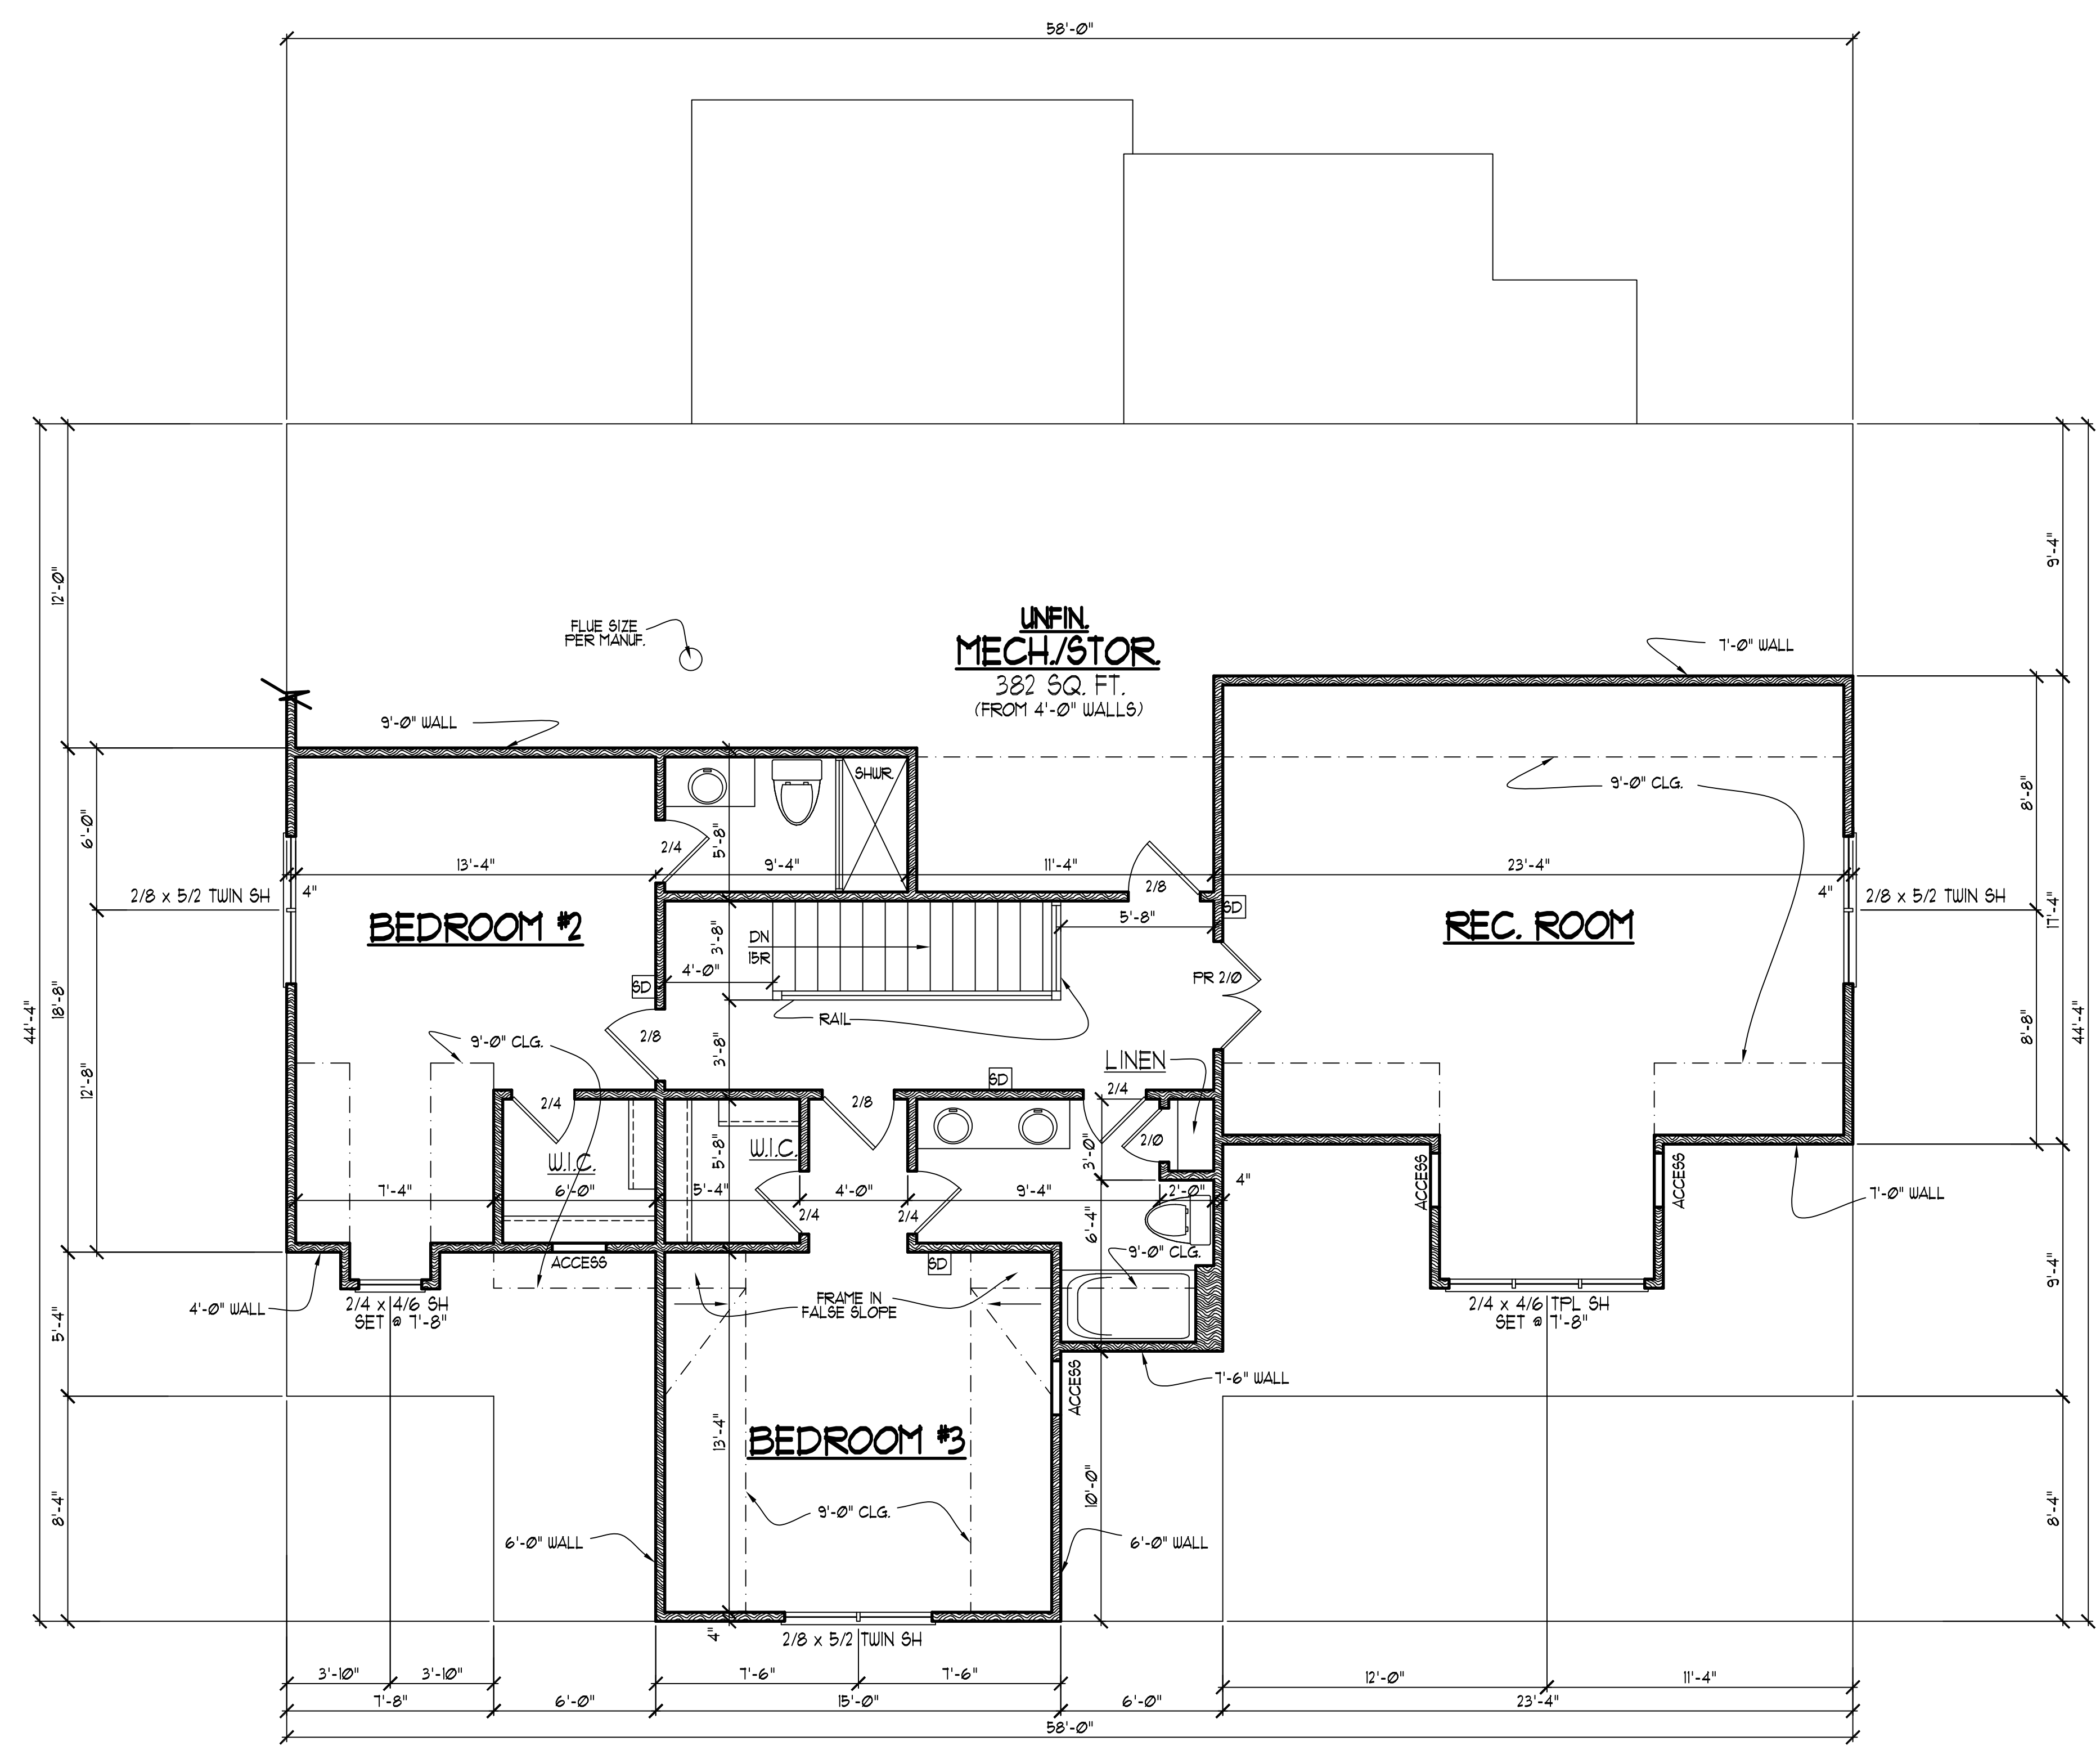 58'-0"
UNFIN.
MECH./STOR.
382 SQ. FT.
(FROM 4'-0" WALLS)
FLUE SIZE
PER MANUF.
9'-0" WALL
7'-0" WALL
9'-0" CLG.
12'-0"
9'-4"
6'-0"
8'-8"
SHWR.
5'-8"
2/4
13'-4"
9'-4"
11'-4"
2/8
23'-4"
4"
4"
2/8 x 5/2 TWIN SH
2/8 x 5/2 TWIN SH
BEDROOM #2
REC. ROOM
SD
5'-8"
3'-8"
DN
15R
4'-0"
PR 2/0
17'-4"
SD
RAIL
44'-4"
18'-8"
44'-4"
8'-8"
9'-0" CLG.
2/8
3'-8"
12'-8"
LINEN
SD
2/4
2/4
2/8
2/0
W.I.C.
W.I.C.
5'-8"
3'-0"
ACCESS
ACCESS
7'-4"
6'-0"
5'-4"
4'-0"
9'-4"
2'-0"
4"
2/4
2/4
6'-4"
7'-0" WALL
ACCESS
SD
9'-0" CLG.
4'-0" WALL
2/4 x 4/6 SH
SET @ 7'-8"
FRAME IN
FALSE SLOPE
2/4 x 4/6 TPL SH
SET @ 7'-8"
5'-4"
9'-4"
ACCESS
7'-6" WALL
13'-4"
BEDROOM #3
10'-0"
8'-4"
8'-4"
9'-0" CLG.
6'-0" WALL
6'-0" WALL
4"
2/8 x 5/2 TWIN SH
3'-10"
3'-10"
7'-6"
7'-6"
12'-0"
11'-4"
7'-8"
6'-0"
15'-0"
6'-0"
23'-4"
58'-0"